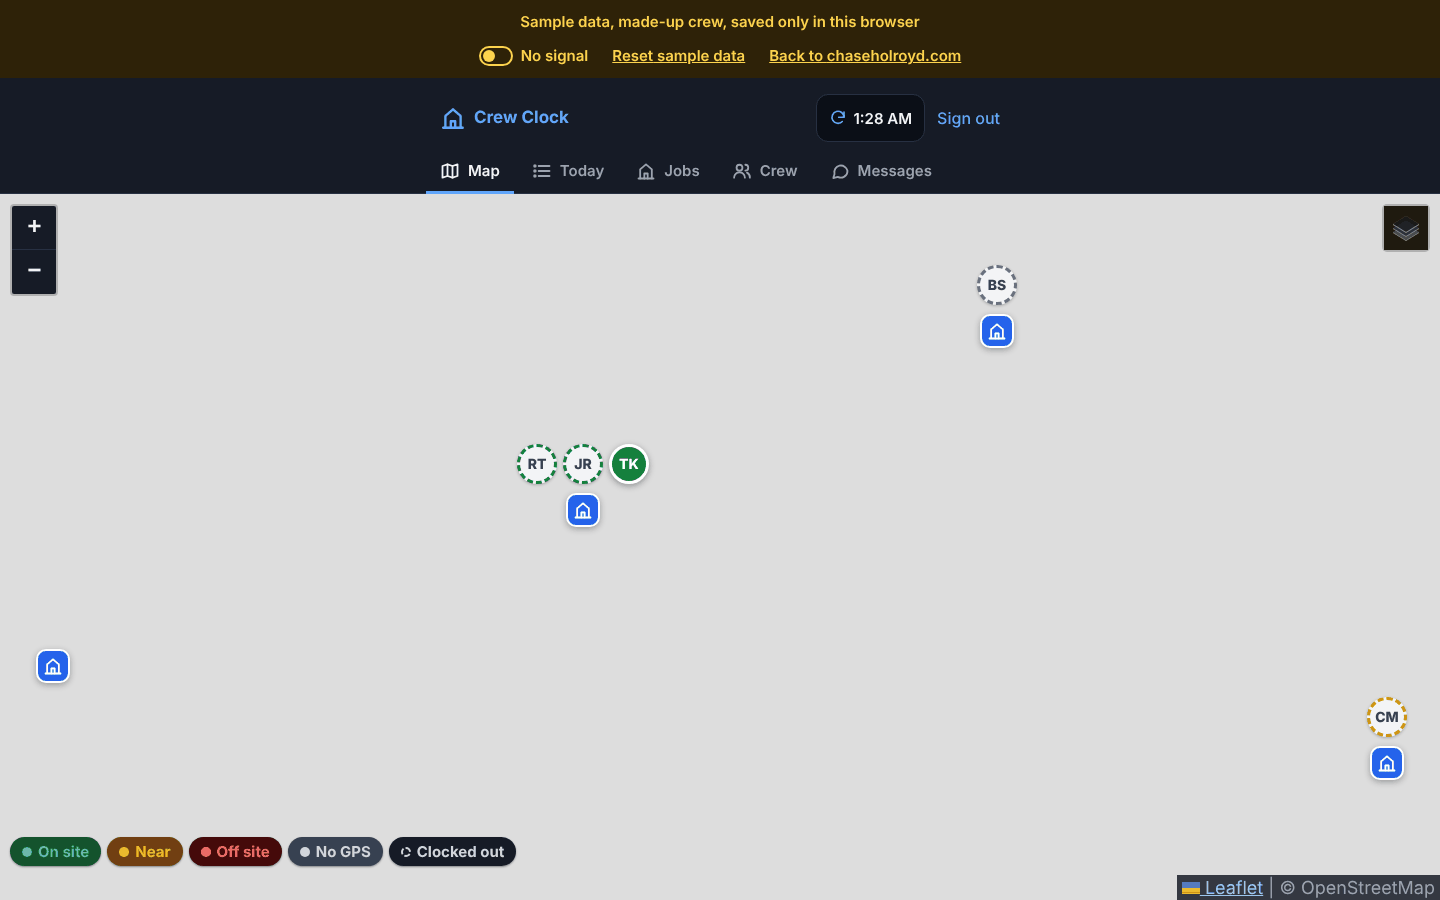 Sample data, made-up crew, saved only in this browser
No signal Reset sample data Back to chaseholroyd.com
Crew Clock 1:28 AM Sign out
Map Today Jobs Crew Messages
+
−
BS
RT JR TK
CM
On site Near Off site No GPS Clocked out
Leaflet | © OpenStreetMap